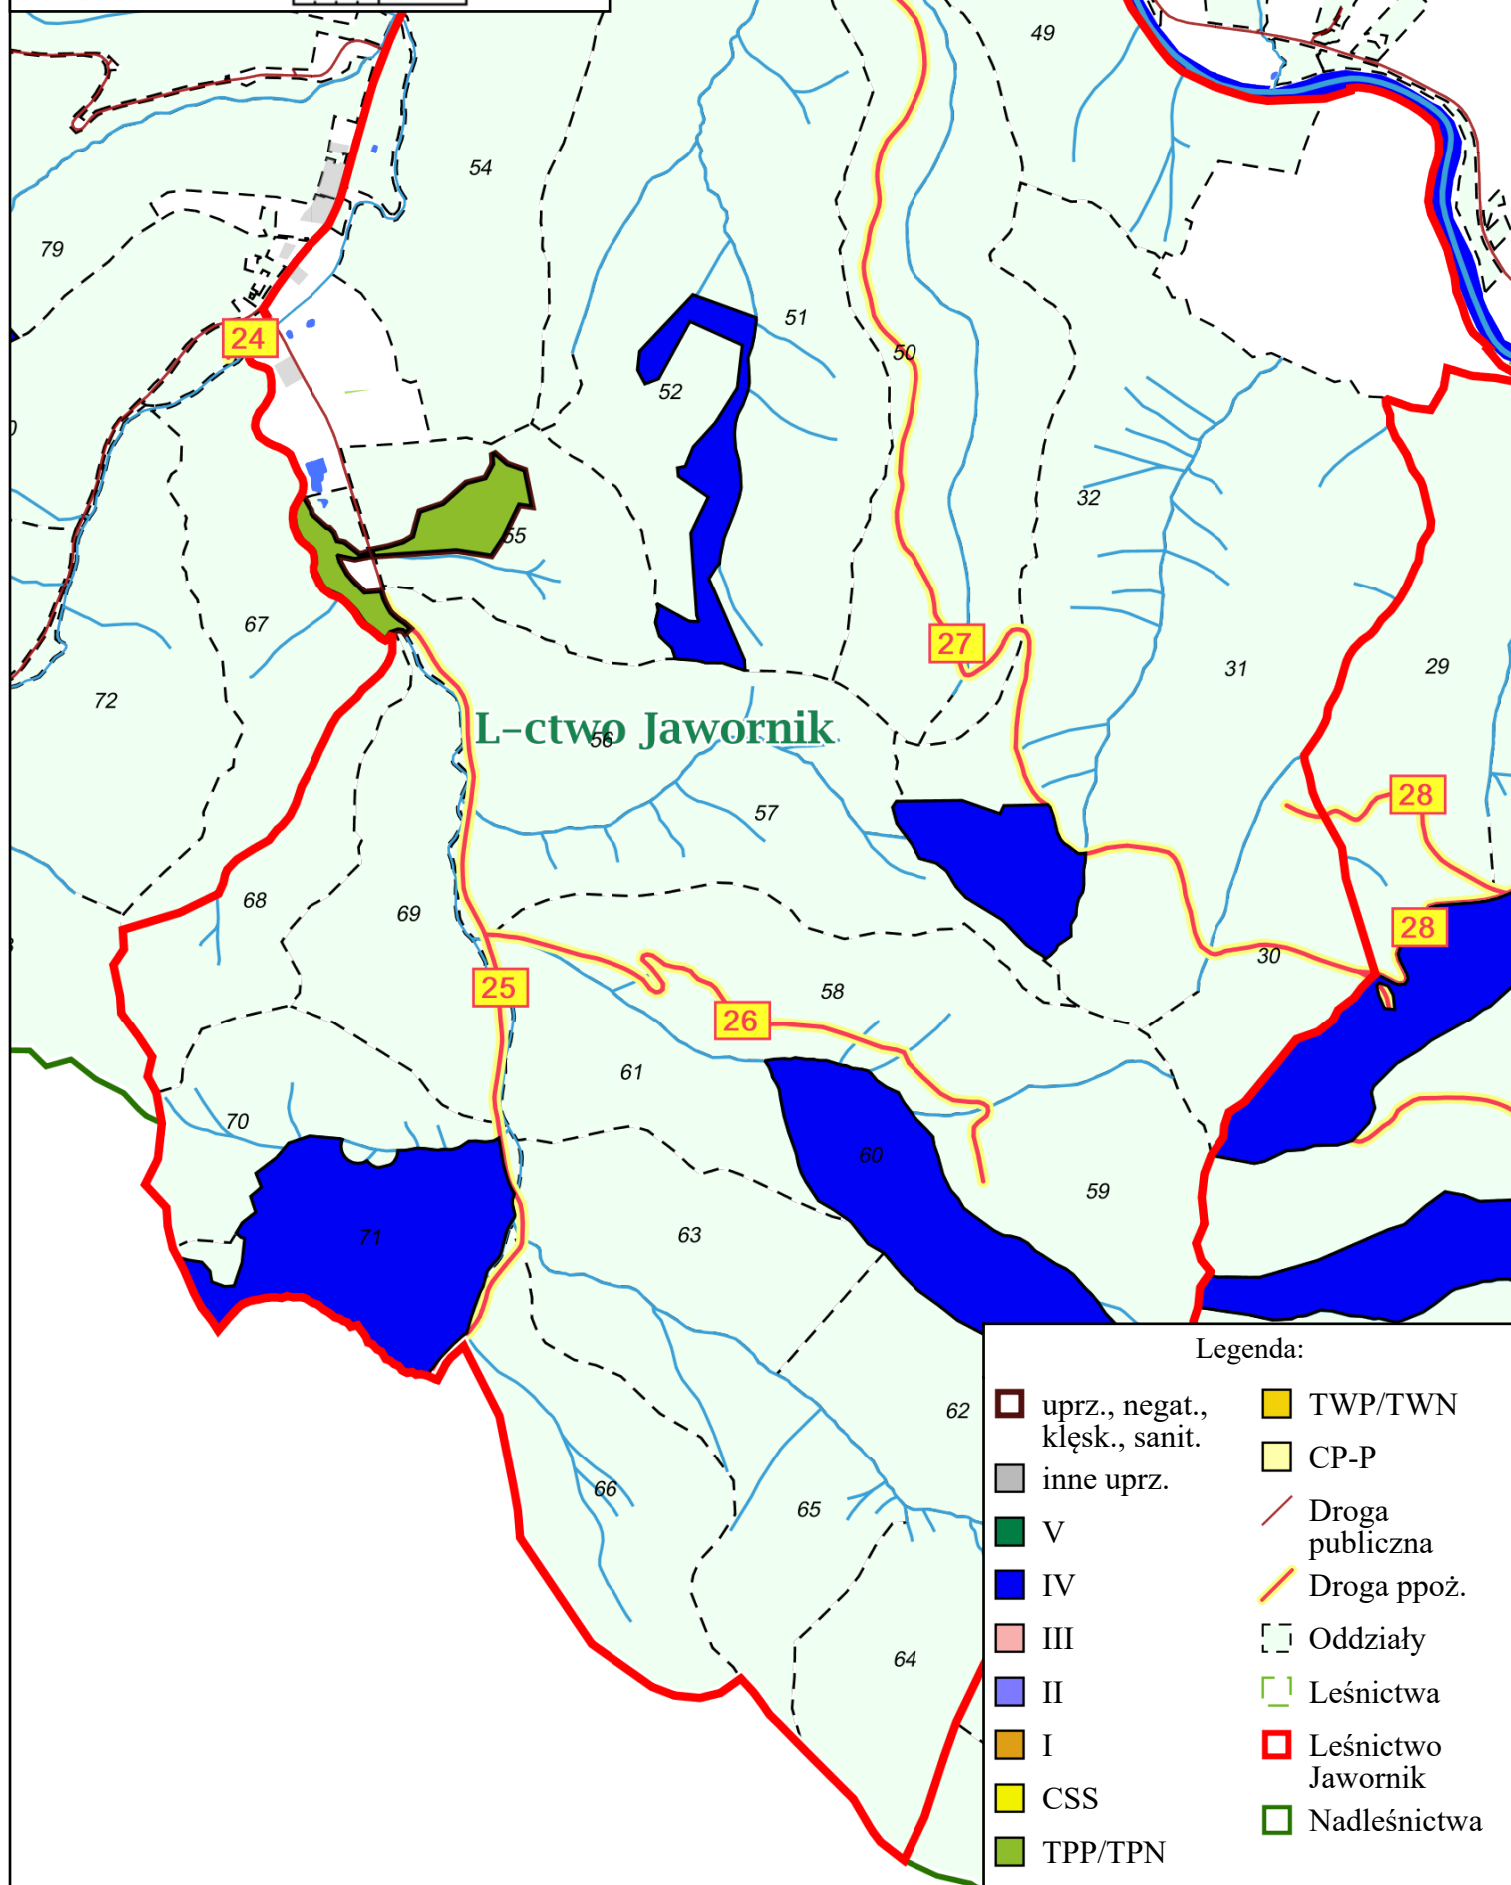 49
54
79
24
51
50
52
32
55
27
67
31
29
72
L-ctwo Jawornik
56
28
57
68
69
28
30
25
58
26
61
70
60
59
71
63
62
66
65
64
Legenda:
uprz., negat.,
klęsk., sanit.
inne uprz.
V
IV
III
II
I
CSS
TPP/TPN
TWP/TWN
CP-P
Droga
publiczna
Droga ppoż.
Oddziały
Leśnictwa
Leśnictwo
Jawornik
Nadleśnictwa